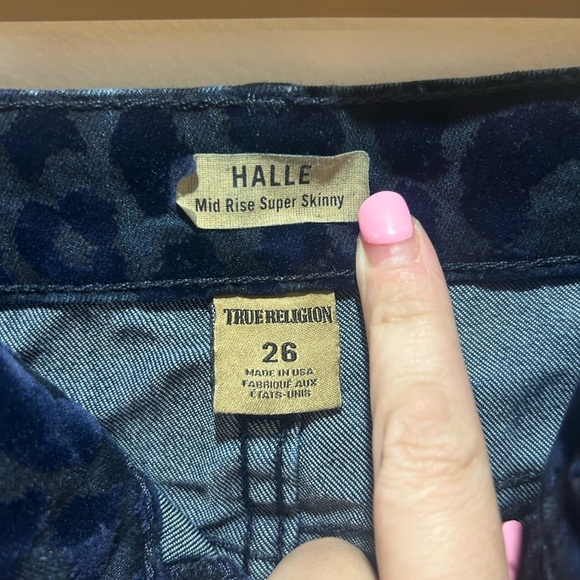 HALLE
Mid Rise Super Skinny
TRUE RELIGION
26
MADE IN USA
FABRIQUÉ AUX
ÉTATS-UNIS